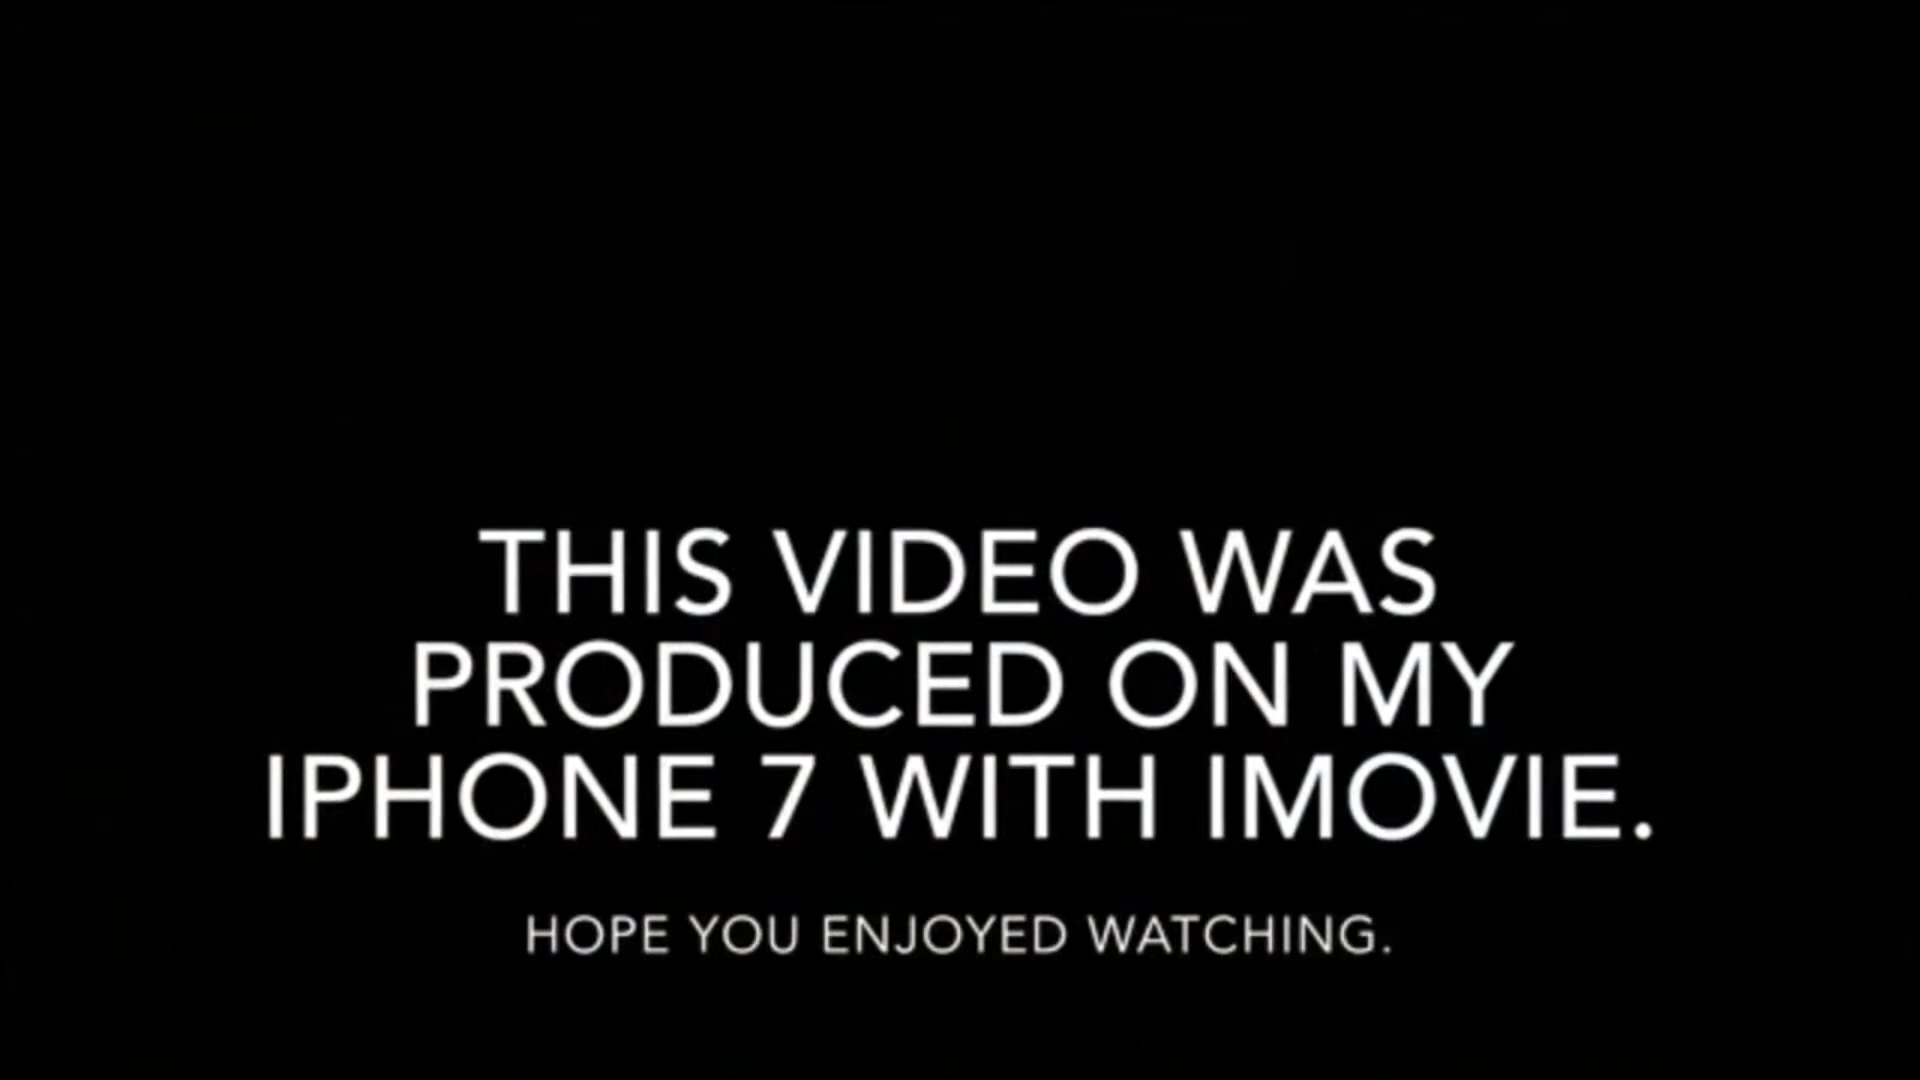 THIS VIDEO WAS
PRODUCED ON MY
IPHONE 7 WITH IMOVIE.
HOPE YOU ENJOYED WATCHING.